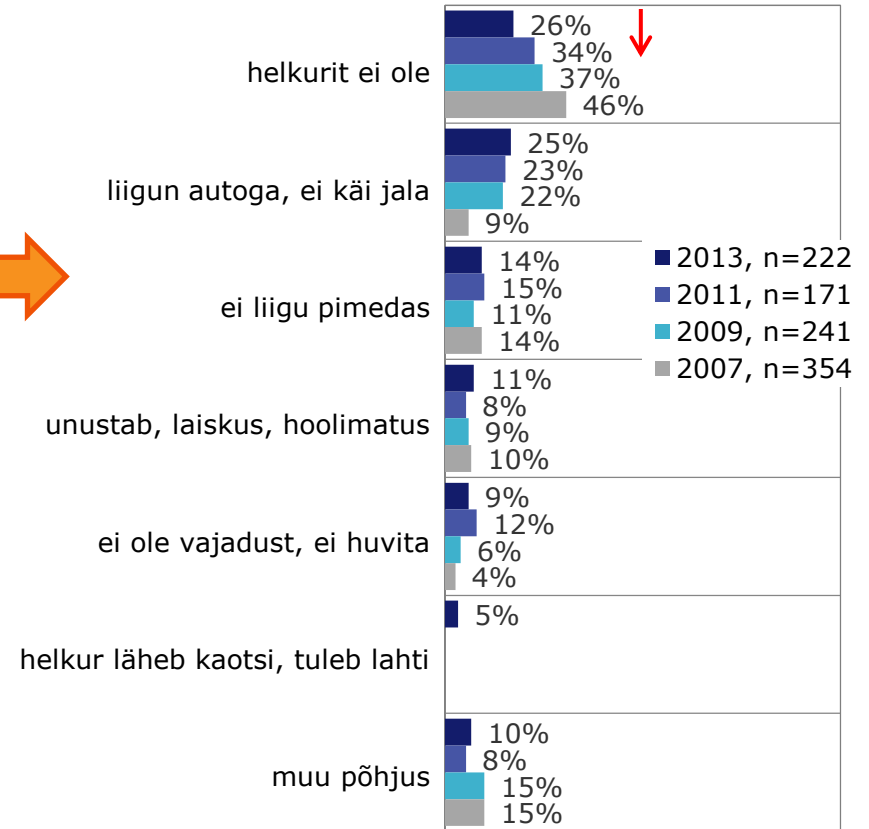 helkurit ei ole
26%
34%
37%
46%
liigun autoga, ei käi jala
25%
23%
22%
9%
ei liigu pimedas
14%
15%
11%
14%
2013, n=222
2011, n=171
2009, n=241
2007, n=354
unustab, laiskus, hoolimatus
11%
8%
9%
10%
ei ole vajadust, ei huvita
9%
12%
6%
4%
helkur läheb kaotsi, tuleb lahti
5%
muu põhjus
10%
8%
15%
15%